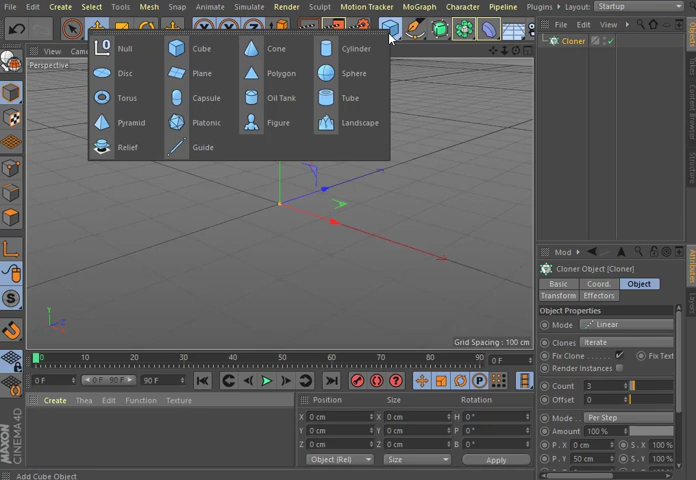 Edit Create Select Tools Mesh Snap Animate Simulate Render Sculpt Motion Tracker MoGraph Character Pipeline Plugins Layout: Startup
File Edit View
Cloner
View
Perspective
Null Cube Cone Cylinder
Disc Plane Polygon Sphere
Torus Capsule Oil Tank Tube
Pyramid Platonic Figure Landscape
Relief Guide
Structure
Y
Z
Grid Spacing : 100 cm
0 10 20 30 40 50 60 70 80 90
0 F
0 F 0 F 90 F 90 F
Create Edit Function Texture
Position Size Rotation
X 0 cm X 0 cm H 0 °
Y 0 cm Y 0 cm P 0 °
Z 0 cm Z 0 cm B 0 °
Object (Rel) Size Apply
MAXON
CINEMA 4D
Add Cube Object
Mod
Cloner Object [Cloner]
Basic Coord. Object
Transform Effectors
Attributes
Layers
Object Properties
Mode Linear
Clones Iterate
Fix Clone . . . . . . Fix Text
Render Instances
Count 3
Offset 0
Mode . . Per Step
Amount 100 %
P . X 0 cm S . X 100 %
P . Y 50 cm S . Y 100 %